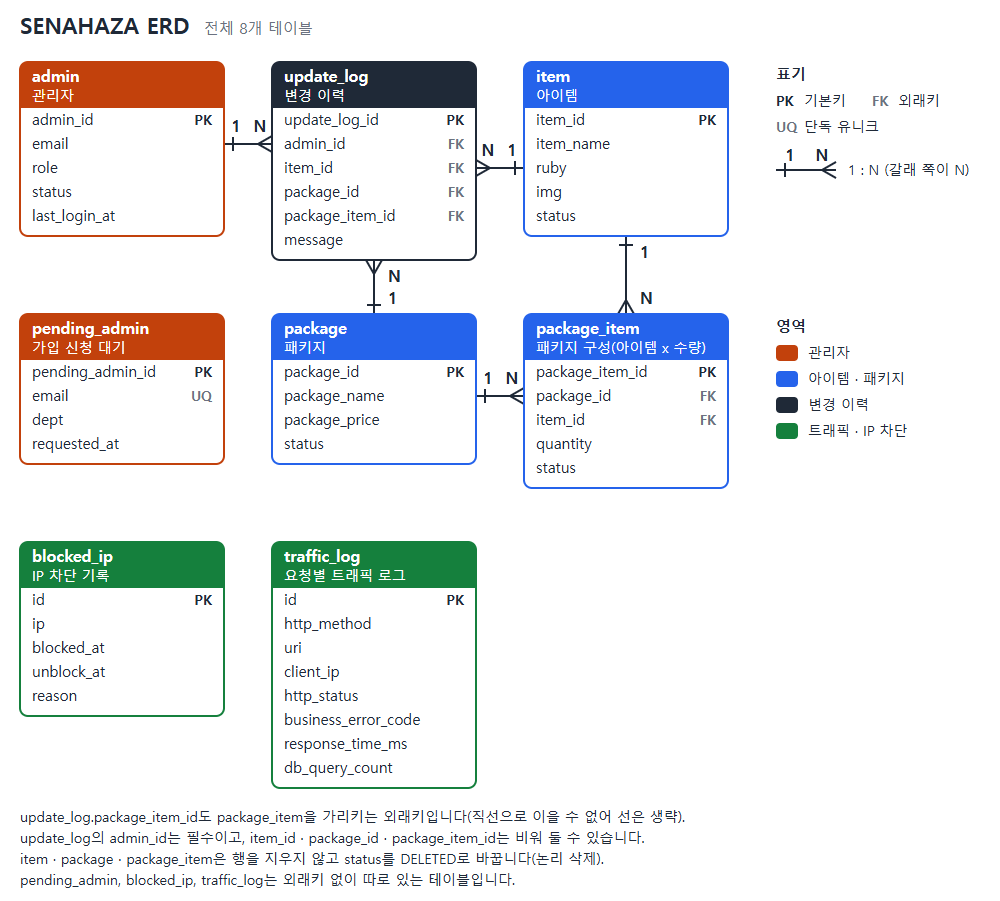 SENAHAZA ERD 전체 8개 테이블
admin
관리자
admin_id PK
email
role
status
last_login_at
1 N
update_log
변경 이력
update_log_id PK
admin_id FK
item_id FK
package_id FK
package_item_id FK
message
N 1
item
아이템
item_id PK
item_name
ruby
img
status
표기
PK 기본키 FK 외래키
UQ 단독 유니크
1 N
1 : N (갈래 쪽이 N)
N
1
1
N
pending_admin
가입 신청 대기
pending_admin_id PK
email UQ
dept
requested_at
package
패키지
package_id PK
package_name
package_price
status
1 N
package_item
패키지 구성(아이템 x 수량)
package_item_id PK
package_id FK
item_id FK
quantity
status
영역
관리자
아이템 · 패키지
변경 이력
트래픽 · IP 차단
blocked_ip
IP 차단 기록
id PK
ip
blocked_at
unblock_at
reason
traffic_log
요청별 트래픽 로그
id PK
http_method
uri
client_ip
http_status
business_error_code
response_time_ms
db_query_count
update_log.package_item_id도 package_item을 가리키는 외래키입니다(직선으로 이을 수 없어 선은 생략).
update_log의 admin_id는 필수이고, item_id · package_id · package_item_id는 비워 둘 수 있습니다.
item · package · package_item은 행을 지우지 않고 status를 DELETED로 바꿉니다(논리 삭제).
pending_admin, blocked_ip, traffic_log는 외래키 없이 따로 있는 테이블입니다.